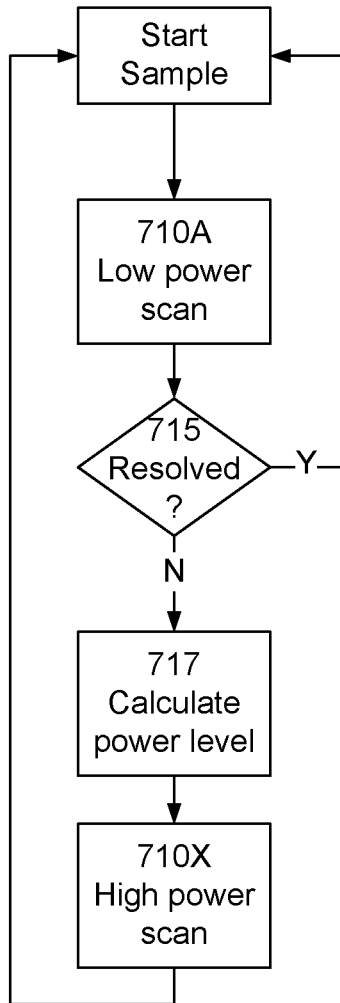 Start
Sample
710A
Low power
scan
715
Resolved
?
Y
N
717
Calculate
power level
710X
High power
scan